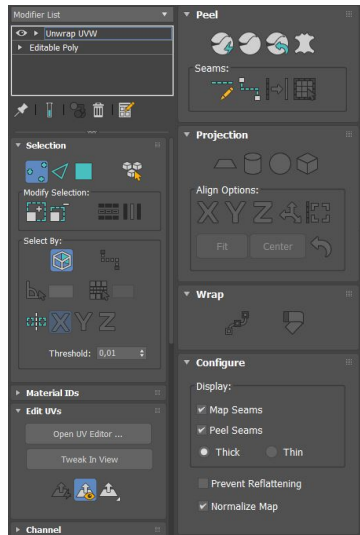 Modifier List
Unwrap UVW
Editable Poly
Selection
Modify Selection:
Select By:
X Y Z
Threshold: 0,01
Material IDs
Edit UVs
Open UV Editor ...
Tweak In View
Channel
Peel
Seams:
Projection
Align Options:
X Y Z
Fit Center
Wrap
Configure
Display:
Map Seams
Peel Seams
Thick Thin
Prevent Reflattening
Normalize Map